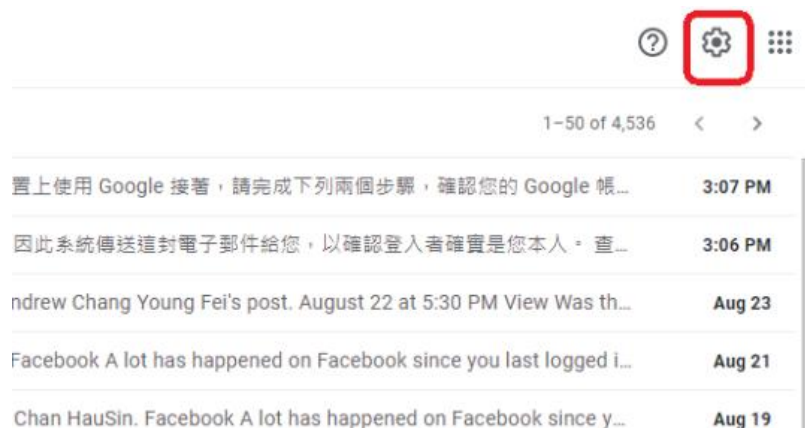 1–50 of 4,536
置上使用 Google 接著，請完成下列兩個步驟，確認您的 Google 帳... 3:07 PM
因此系統傳送這封電子郵件給您，以確認登入者確實是您本人。 查... 3:06 PM
ndrew Chang Young Fei's post. August 22 at 5:30 PM View Was th... Aug 23
Facebook A lot has happened on Facebook since you last logged i... Aug 21
Chan HauSin. Facebook A lot has happened on Facebook since y... Aug 19